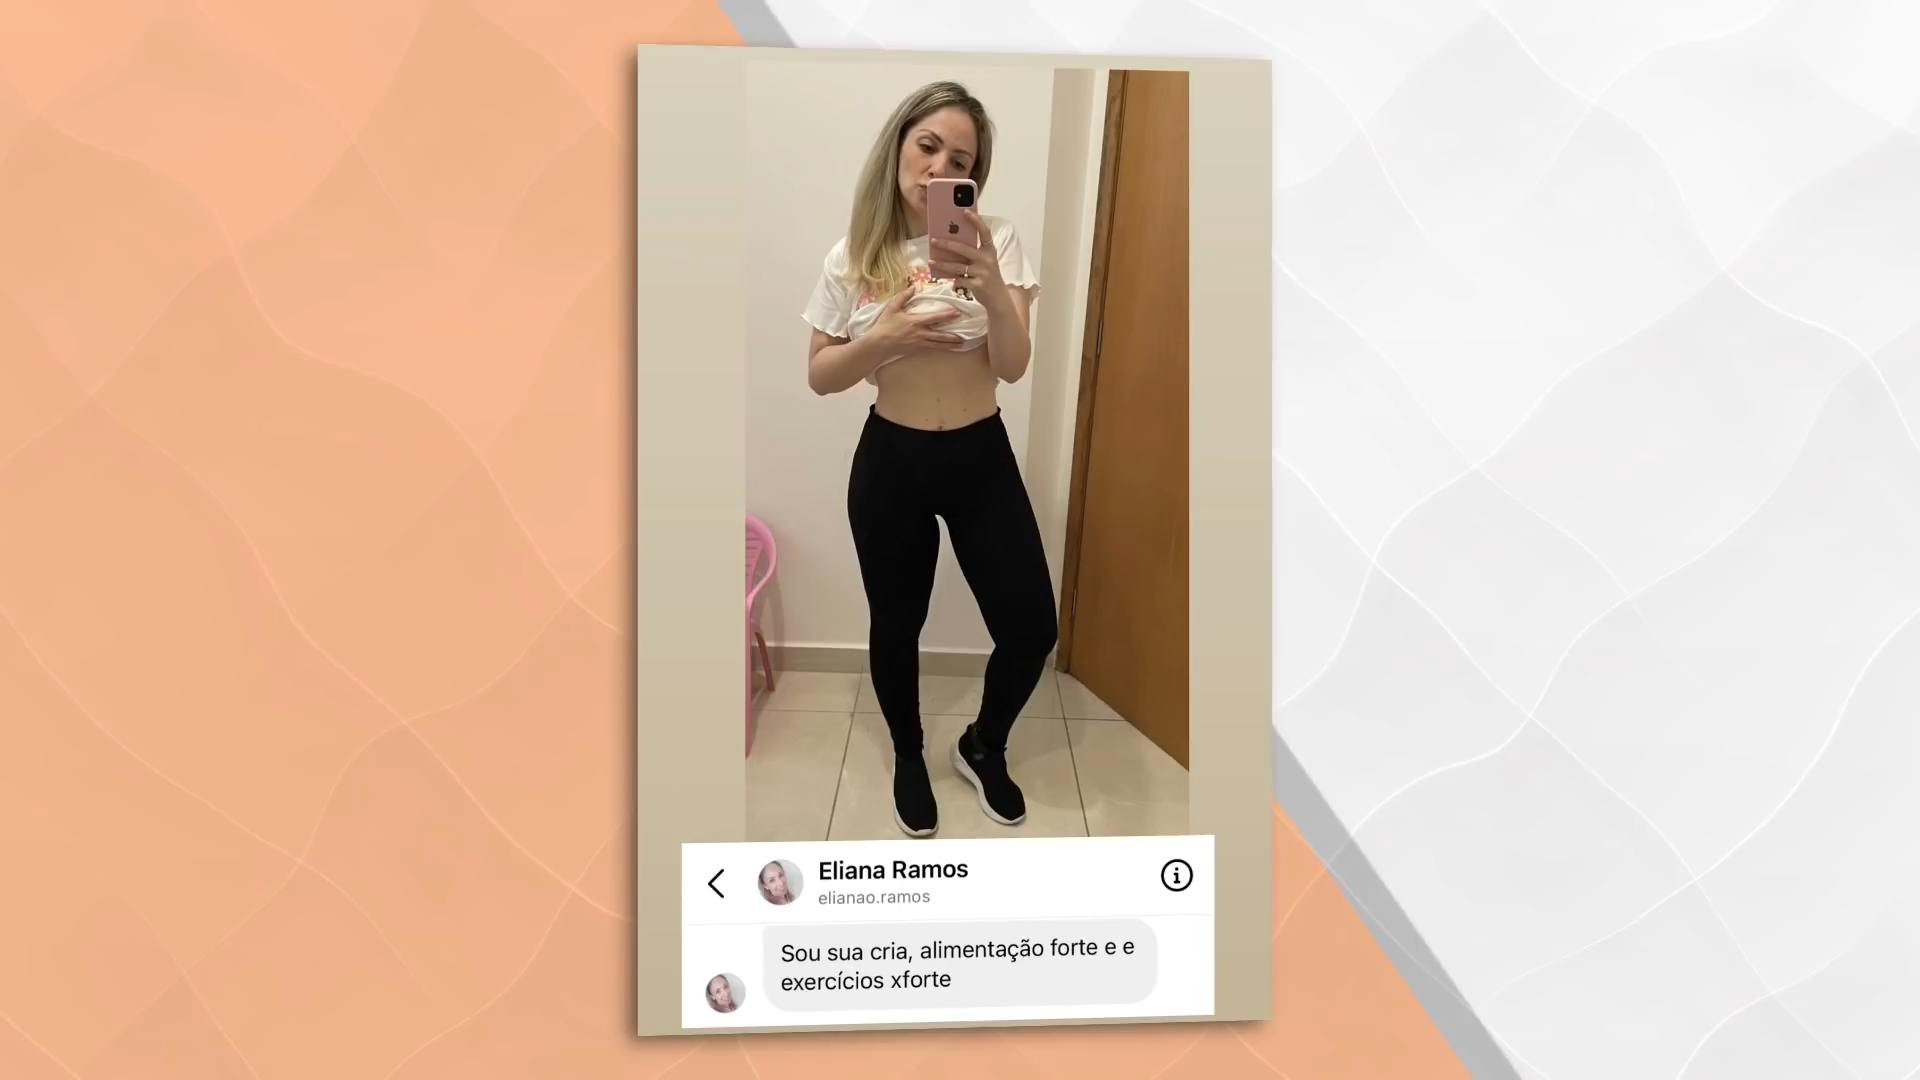 Eliana Ramos
elianao.ramos
Sou sua cria, alimentação forte e e
exercícios xforte